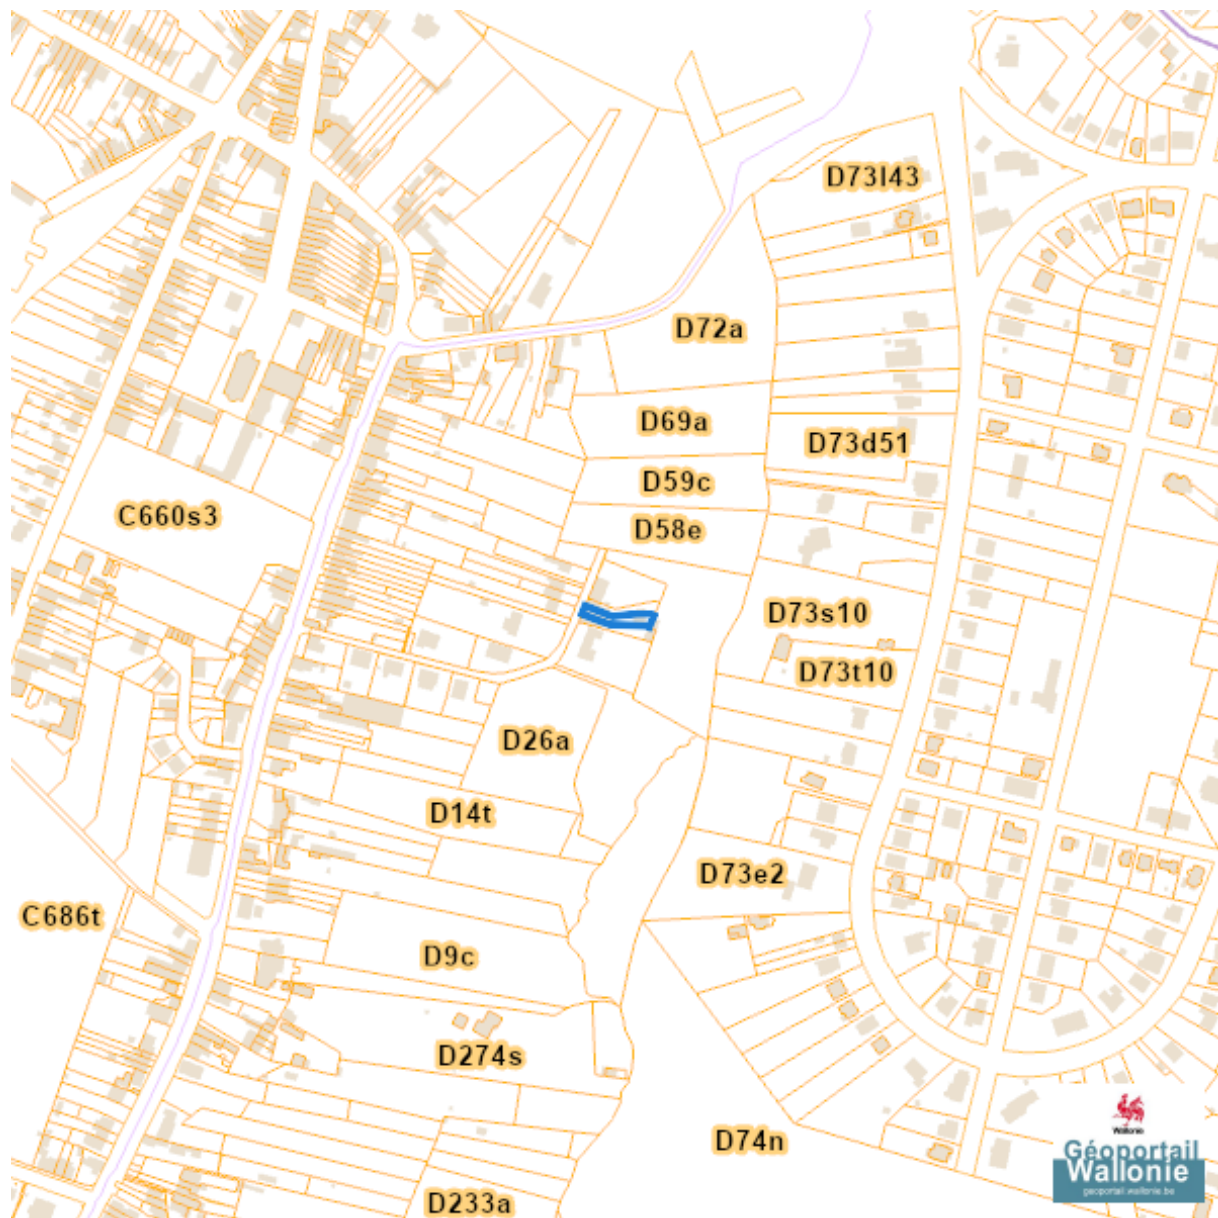 D73l43
D72a
D69a
D73d51
D59c
C660s3
D58e
D73s10
D73t10
D26a
D14t
D73e2
C686t
D9c
D274s
D74n
D233a
Wallonie
Géoportail
Wallonie
geoportail.wallonie.be